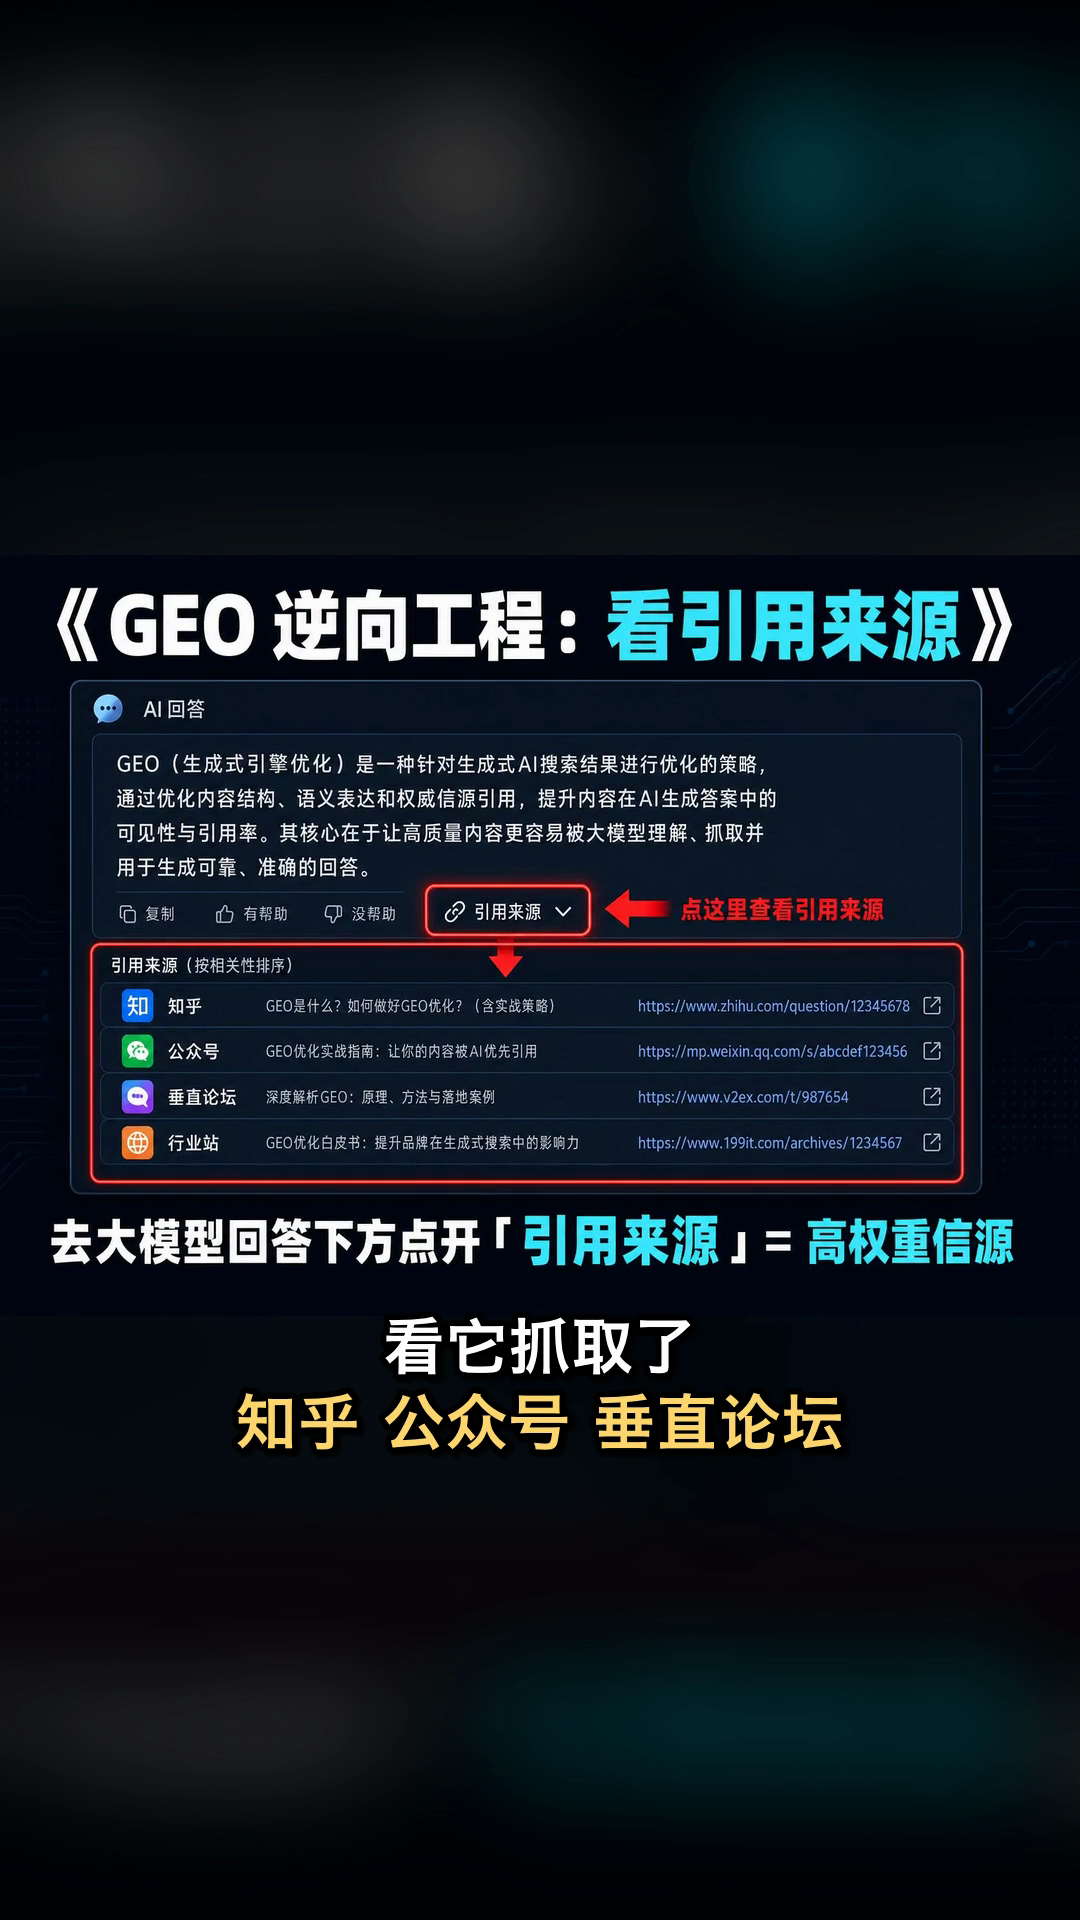 《GEO 逆向工程：看引用来源》
AI 回答
GEO（生成式引擎优化）是一种针对生成式AI搜索结果进行优化的策略，
通过优化内容结构、语义表达和权威信源引用，提升内容在AI生成答案中的
可见性与引用率。其核心在于让高质量内容更容易被大模型理解、抓取并
用于生成可靠、准确的回答。
复制 有帮助 没帮助 引用来源 点这里查看引用来源
引用来源（按相关性排序）
知 知乎 GEO是什么？如何做好GEO优化？（含实战策略） https://www.zhihu.com/question/12345678
公众号 GEO优化实战指南：让你的内容被AI优先引用 https://mp.weixin.qq.com/s/abcdef123456
垂直论坛 深度解析GEO：原理、方法与落地案例 https://www.v2ex.com/t/987654
行业站 GEO优化白皮书：提升品牌在生成式搜索中的影响力 https://www.199it.com/archives/1234567
去大模型回答下方点开「引用来源」= 高权重信源
看它抓取了
知乎 公众号 垂直论坛